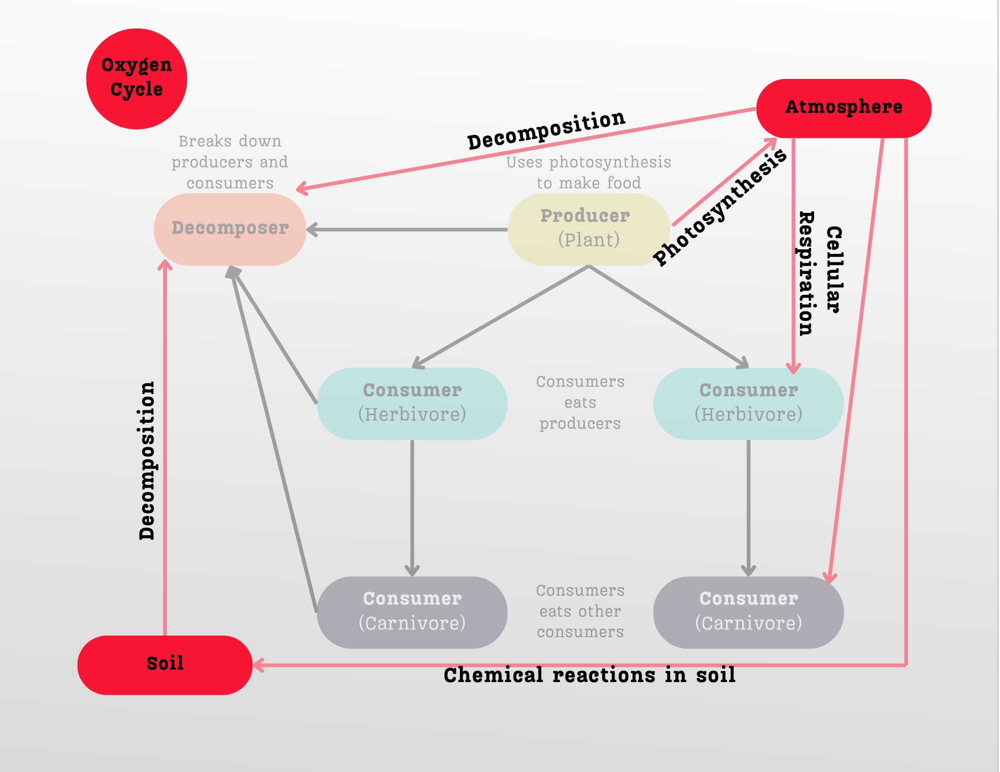 Oxygen
Cycle
Atmosphere
Decomposition
Breaks down
producers and
consumers
Uses photosynthesis
to make food
Photosynthesis
Decomposer
Producer
(Plant)
Cellular
Respiration
Consumer
(Herbivore)
Consumers
eats
producers
Consumer
(Herbivore)
Decomposition
Consumer
(Carnivore)
Consumers
eats other
consumers
Consumer
(Carnivore)
Soil
Chemical reactions in soil